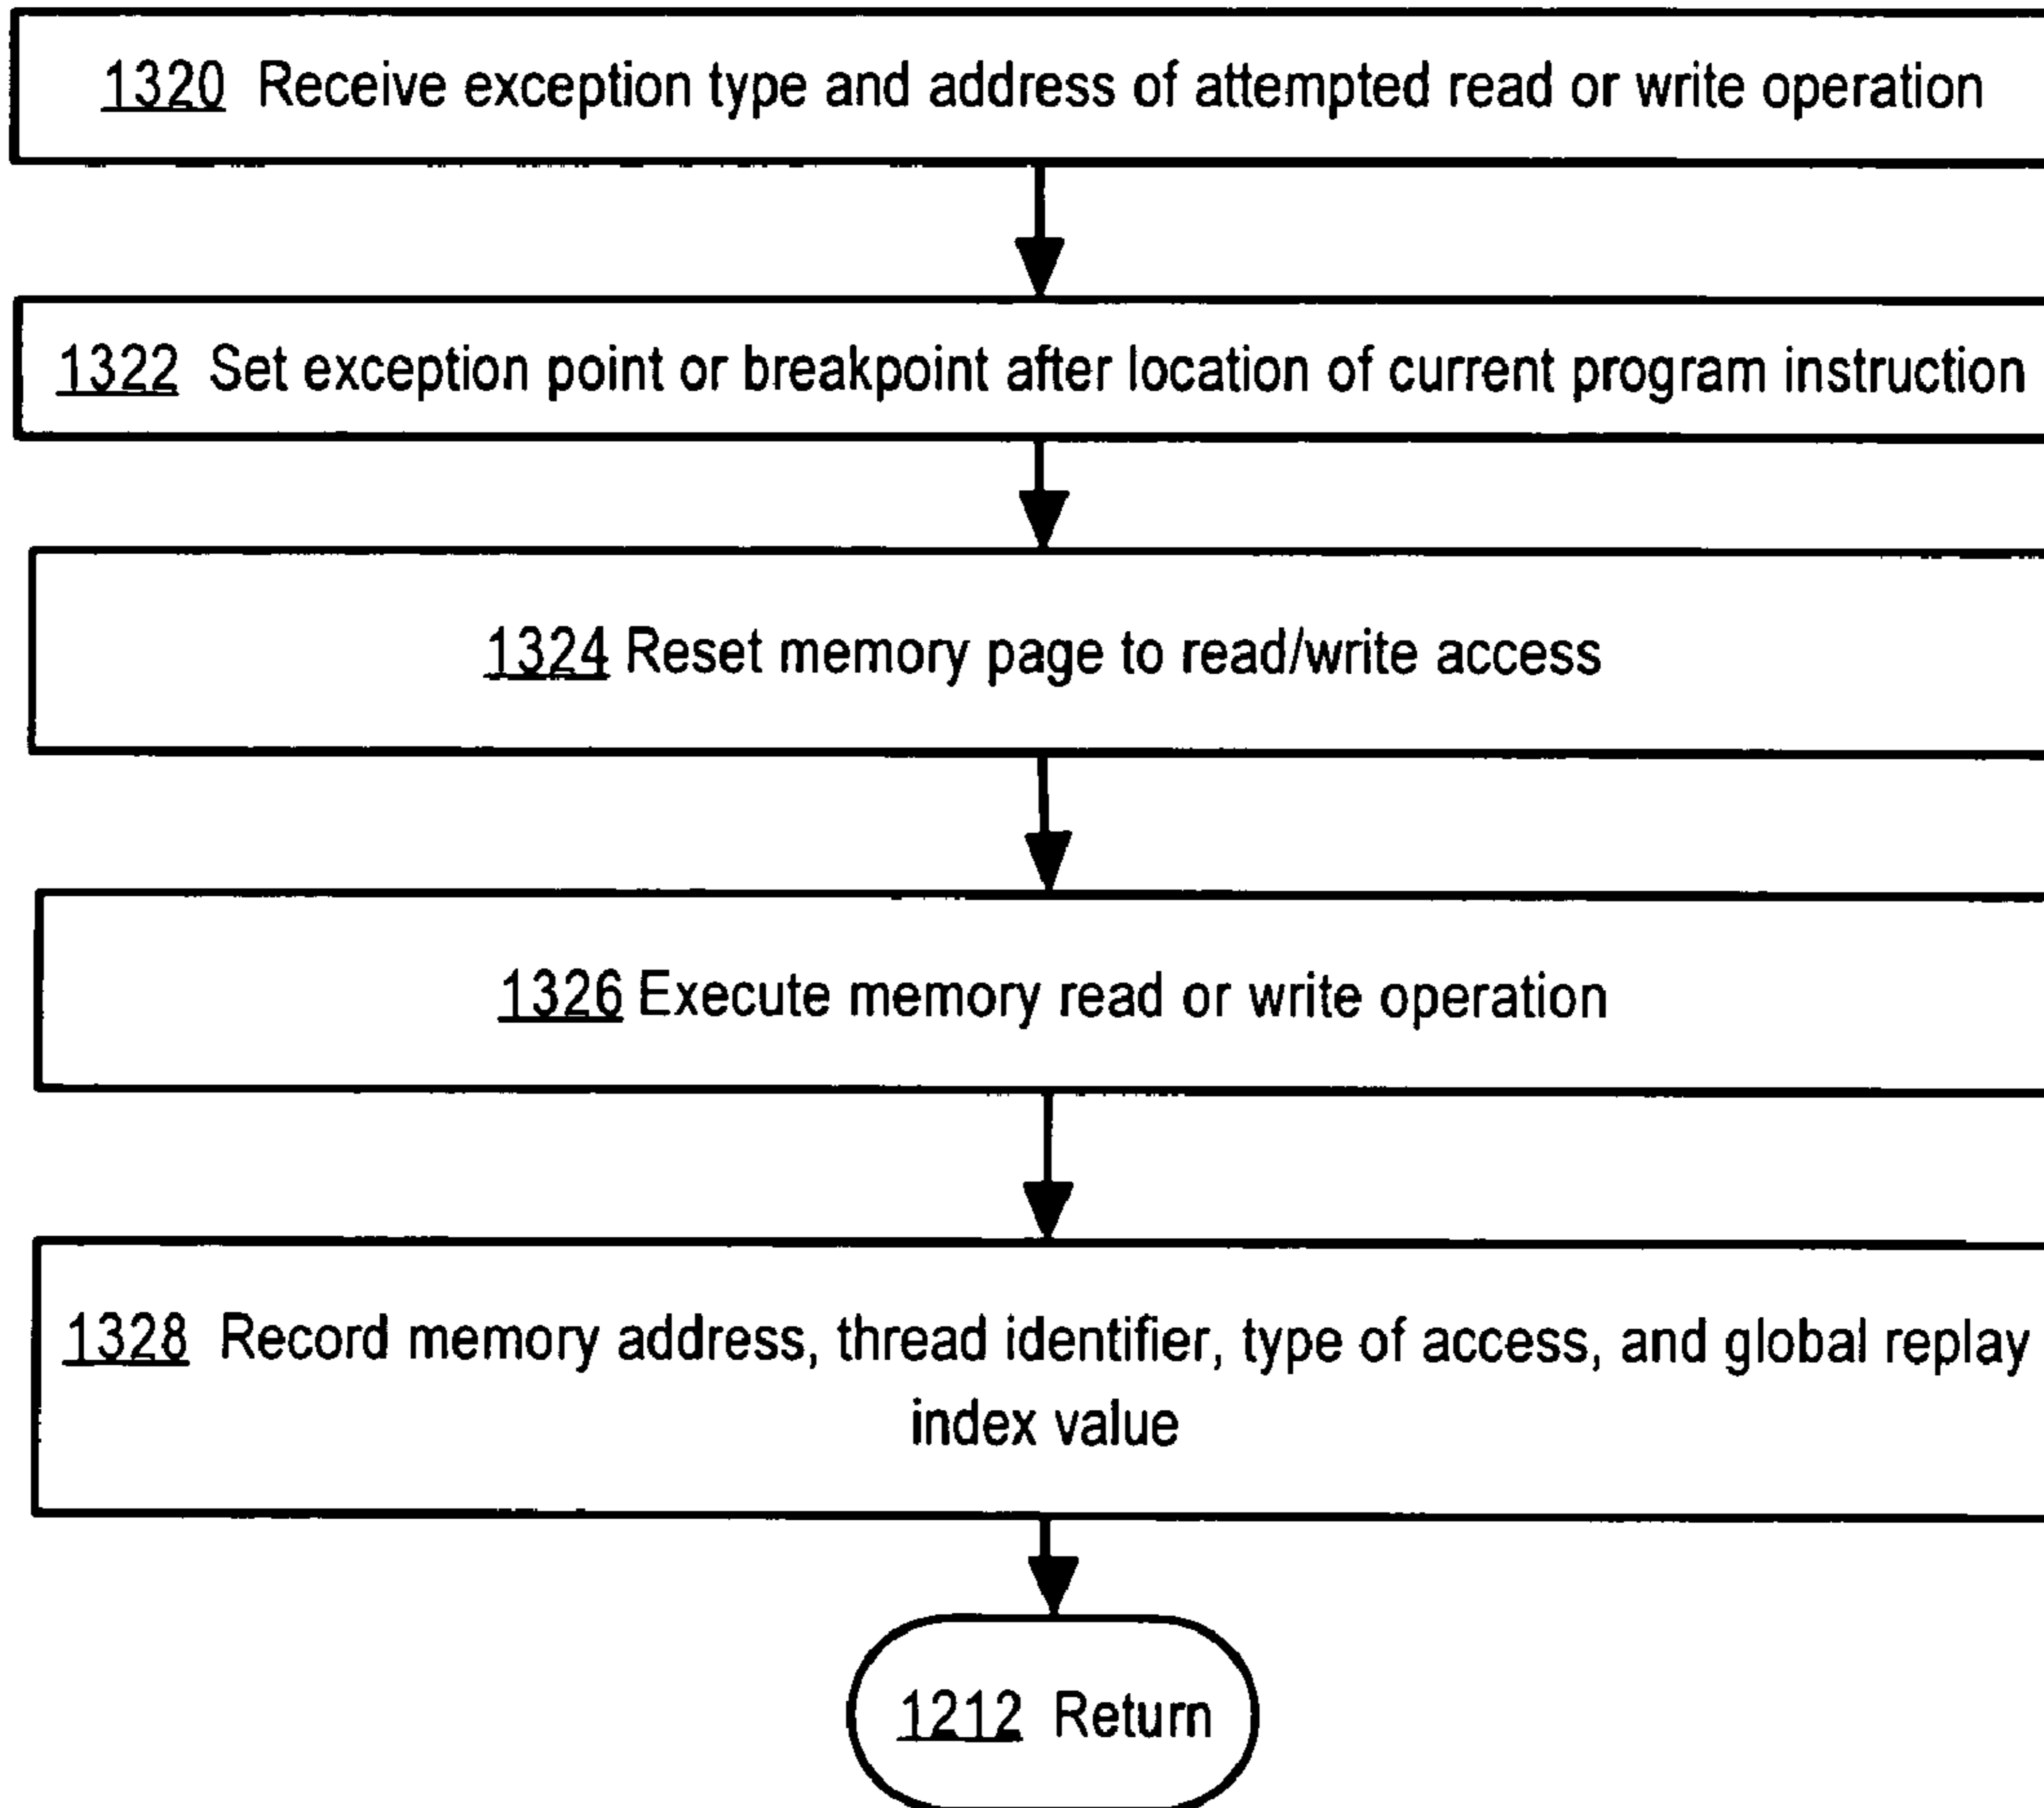 1320 Receive exception type and address of attempted read or write operation
1322 Set exception point or breakpoint after location of current program instruction
1324 Reset memory page to read/write access
1326 Execute memory read or write operation
1328 Record memory address, thread identifier, type of access, and global replay
index value
1212 Return